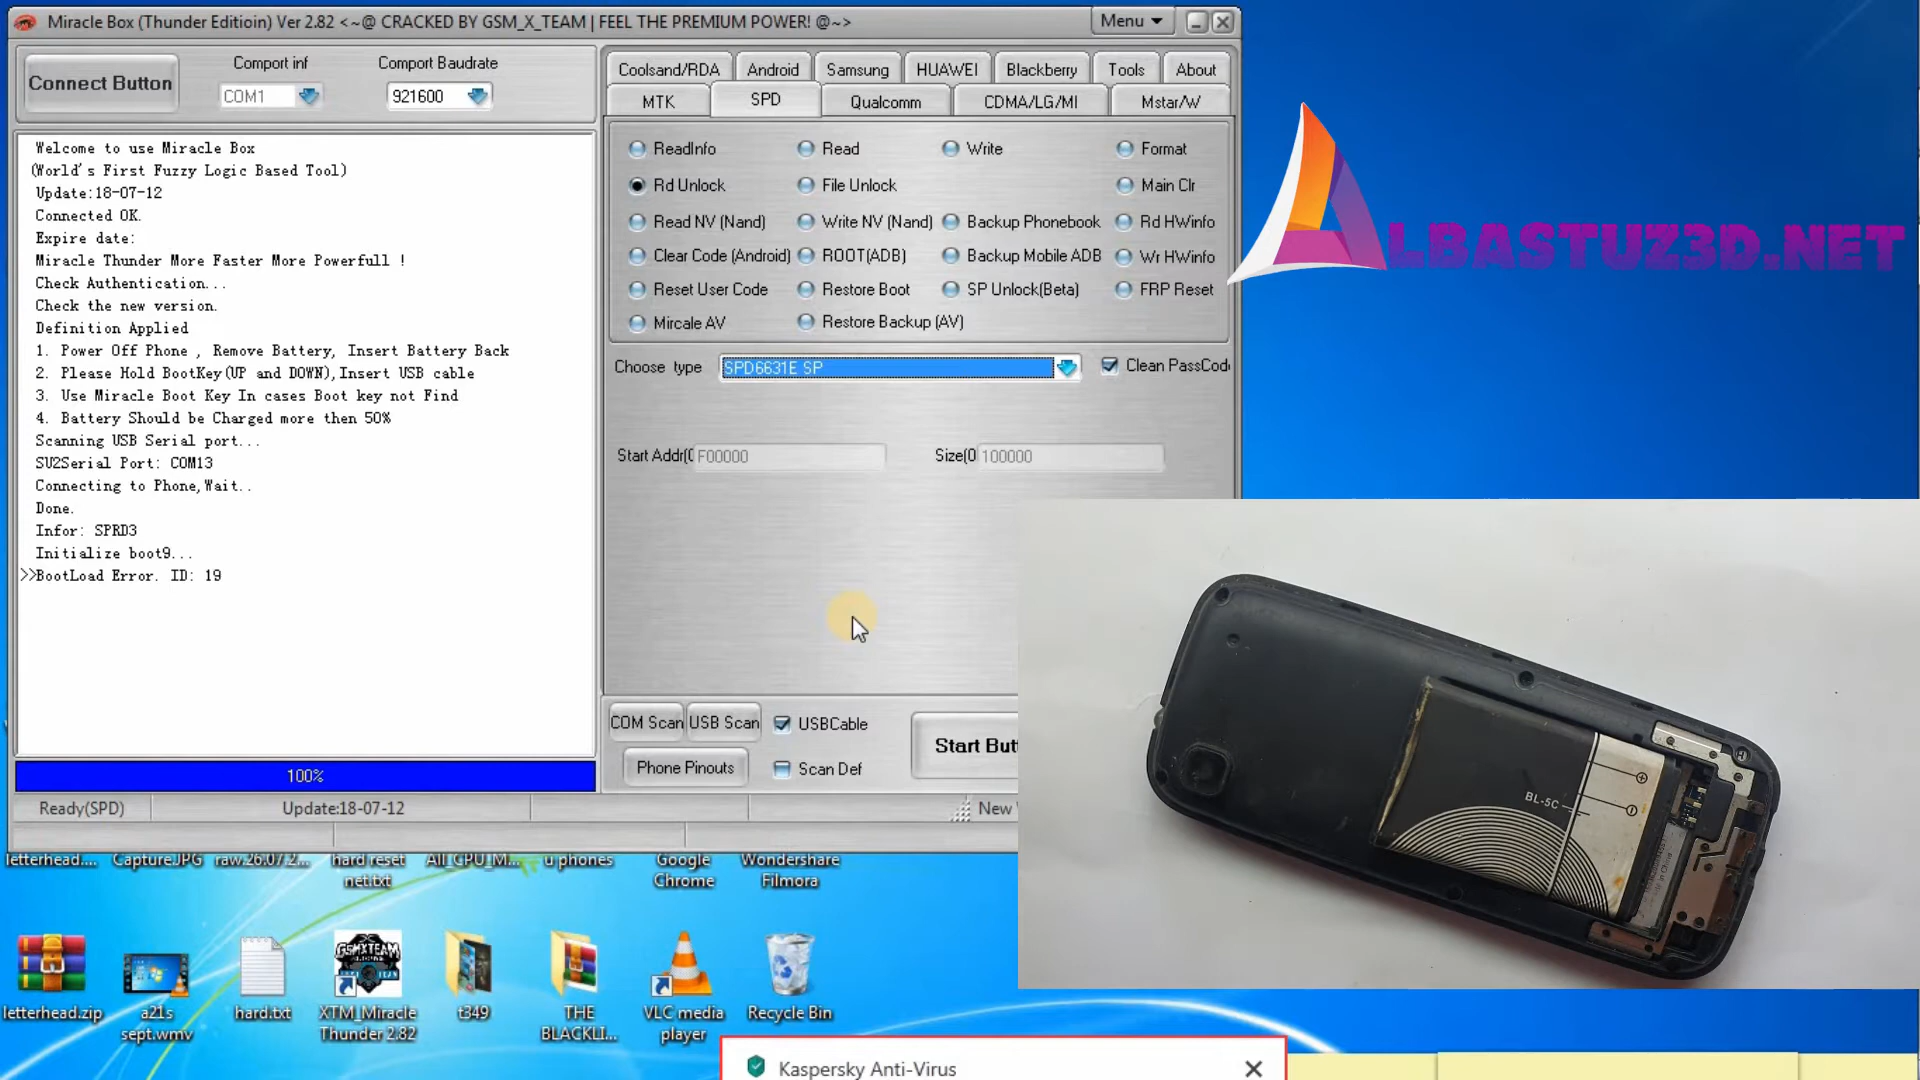 Miracle Box (Thunder Editioin) Ver 2.82 <~@ CRACKED BY GSM_X_TEAM | FEEL THE PREMIUM POWER! @~>
Menu
Connect Button
Comport inf
COM1
Comport Baudrate
921600
Coolsand/RDA
Android
Samsung
HUAWEI
Blackberry
Tools
About
MTK
SPD
Qualcomm
CDMA/LG/MI
Mstar/W
Welcome to use Miracle Box
(World's First Fuzzy Logic Based Tool)
Update:18-07-12
Connected OK.
Expire date:
Miracle Thunder More Faster More Powerfull !
Check Authentication...
Check the new version.
Definition Applied
1. Power Off Phone , Remove Battery, Insert Battery Back
2. Please Hold BootKey(UP and DOWN),Insert USB cable
3. Use Miracle Boot Key In cases Boot key not Find
4. Battery Should be Charged more then 50%
Scanning USB Serial port...
SU2Serial Port: COM13
Connecting to Phone,Wait..
Done.
Infor: SPRD3
Initialize boot9...
>>BootLoad Error. ID: 19
100%
ReadInfo
Read
Write
Format
Rd Unlock
File Unlock
Main Clr
Read NV (Nand)
Write NV (Nand)
Backup Phonebook
Rd HWinfo
Clear Code (Android)
ROOT(ADB)
Backup Mobile ADB
Wr HWinfo
Reset User Code
Restore Boot
SP Unlock(Beta)
FRP Reset
Mircale AV
Restore Backup (AV)
Choose type
SPD6631E SP
Clean PassCod
Start Addr(0
F00000
Size(0
100000
COM Scan
USB Scan
USBCable
Start But
Phone Pinouts
Scan Def
Ready(SPD)
Update:18-07-12
New
ALBASTUZ3D.NET
BL-5C
letterhead....
Capture.JPG
raw.26.07.2...
hard reset
net.txt
All_CPU_M...
u phones
Google
Chrome
Wondershare
Filmora
letterhead.zip
a21s
sept.wmv
hard.txt
GSMXTEAM
XTM_Miracle
Thunder 2.82
t349
THE
BLACKLI...
VLC media
player
Recycle Bin
Kaspersky Anti-Virus